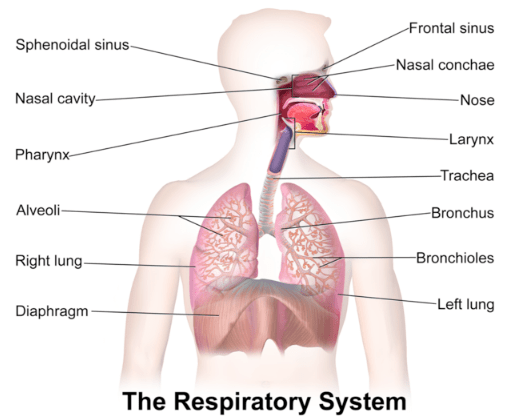 Sphenoidal sinus
Nasal cavity
Pharynx
Alveoli
Right lung
Diaphragm
Frontal sinus
Nasal conchae
Nose
Larynx
Trachea
Bronchus
Bronchioles
Left lung
The Respiratory System